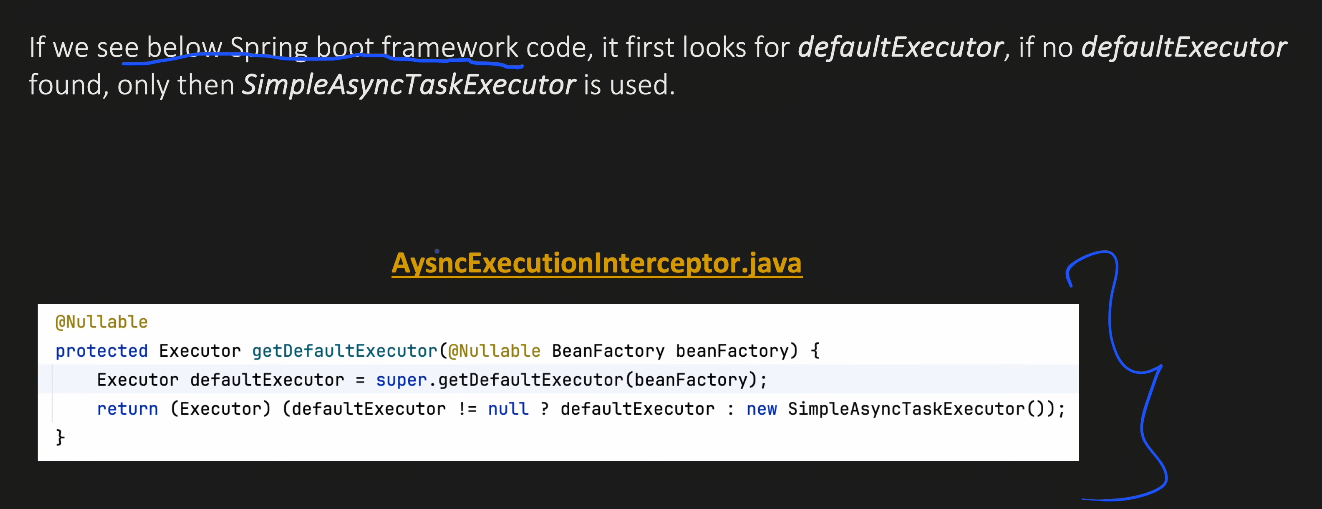 If we see below Spring boot framework code, it first looks for defaultExecutor, if no defaultExecutor
found, only then SimpleAsyncTaskExecutor is used.
AysncExecutionInterceptor.java
@Nullable
protected Executor getDefaultExecutor(@Nullable BeanFactory beanFactory) {
    Executor defaultExecutor = super.getDefaultExecutor(beanFactory);
    return (Executor) (defaultExecutor != null ? defaultExecutor : new SimpleAsyncTaskExecutor());
}